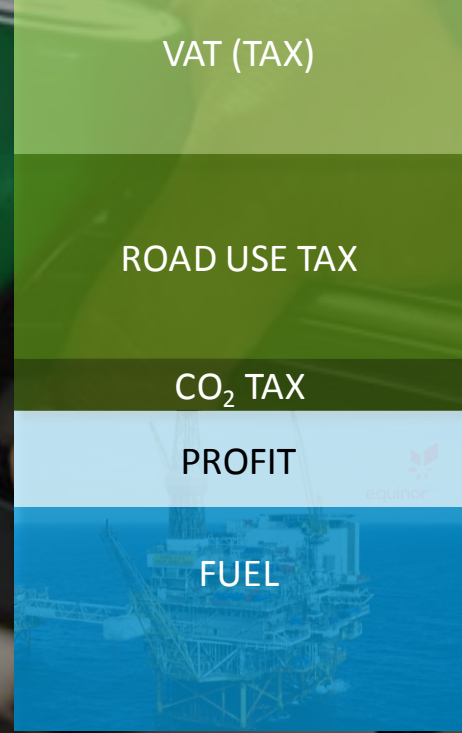 VAT (TAX)
ROAD USE TAX
CO₂ TAX
PROFIT
equinor
FUEL